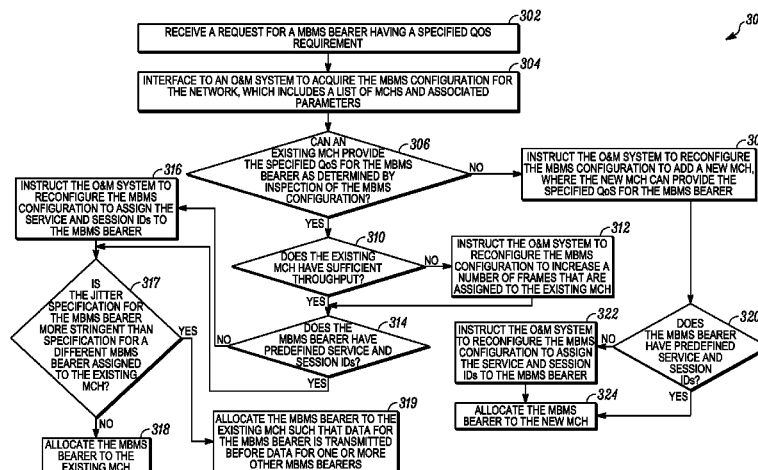 302
RECEIVE A REQUEST FOR A MBMS BEARER HAVING A SPECIFIED QOS
REQUIREMENT
30
304
INTERFACE TO AN O&M SYSTEM TO ACQUIRE THE MBMS CONFIGURATION FOR
THE NETWORK, WHICH INCLUDES A LIST OF MCHS AND ASSOCIATED
PARAMETERS
306
CAN AN
EXISTING MCH PROVIDE
THE SPECIFIED QoS FOR THE MBMS
BEARER AS DETERMINED BY
INSPECTION OF THE MBMS
CONFIGURATION?
NO
YES
30
INSTRUCT THE O&M SYSTEM TO RECONFIGURE
THE MBMS CONFIGURATION TO ADD A NEW MCH,
WHERE THE NEW MCH CAN PROVIDE THE
SPECIFIED QoS FOR THE MBMS BEARER
316
INSTRUCT THE O&M SYSTEM TO
RECONFIGURE THE MBMS
CONFIGURATION TO ASSIGN THE
SERVICE AND SESSION IDs TO
THE MBMS BEARER
310
DOES THE EXISTING
MCH HAVE SUFFICIENT
THROUGHPUT?
NO
YES
312
INSTRUCT THE O&M SYSTEM TO
RECONFIGURE THE MBMS
CONFIGURATION TO INCREASE A
NUMBER OF FRAMES THAT ARE
ASSIGNED TO THE EXISTING MCH
317
IS
THE JITTER
SPECIFICATION FOR
THE MBMS BEARER
MORE STRINGENT THAN
SPECIFICATION FOR A
DIFFERENT MBMS
BEARER ASSIGNED
TO THE EXISTING
MCH?
YES
NO
314
DOES THE
MBMS BEARER HAVE
PREDEFINED SERVICE AND
SESSION IDs?
NO
YES
322
INSTRUCT THE O&M SYSTEM
TO RECONFIGURE THE MBMS
CONFIGURATION TO ASSIGN
THE SERVICE AND SESSION
IDs TO THE MBMS BEARER
320
DOES
THE MBMS BEARER
HAVE PREDEFINED
SERVICE AND
SESSION
IDs?
NO
YES
324
ALLOCATE THE MBMS
BEARER TO THE NEW MCH
318
ALLOCATE THE MBMS
BEARER TO THE
EXISTING MCH
319
ALLOCATE THE MBMS BEARER TO THE
EXISTING MCH SUCH THAT DATA FOR
THE MBMS BEARER IS TRANSMITTED
BEFORE DATA FOR ONE OR MORE
OTHER MBMS BEARERS